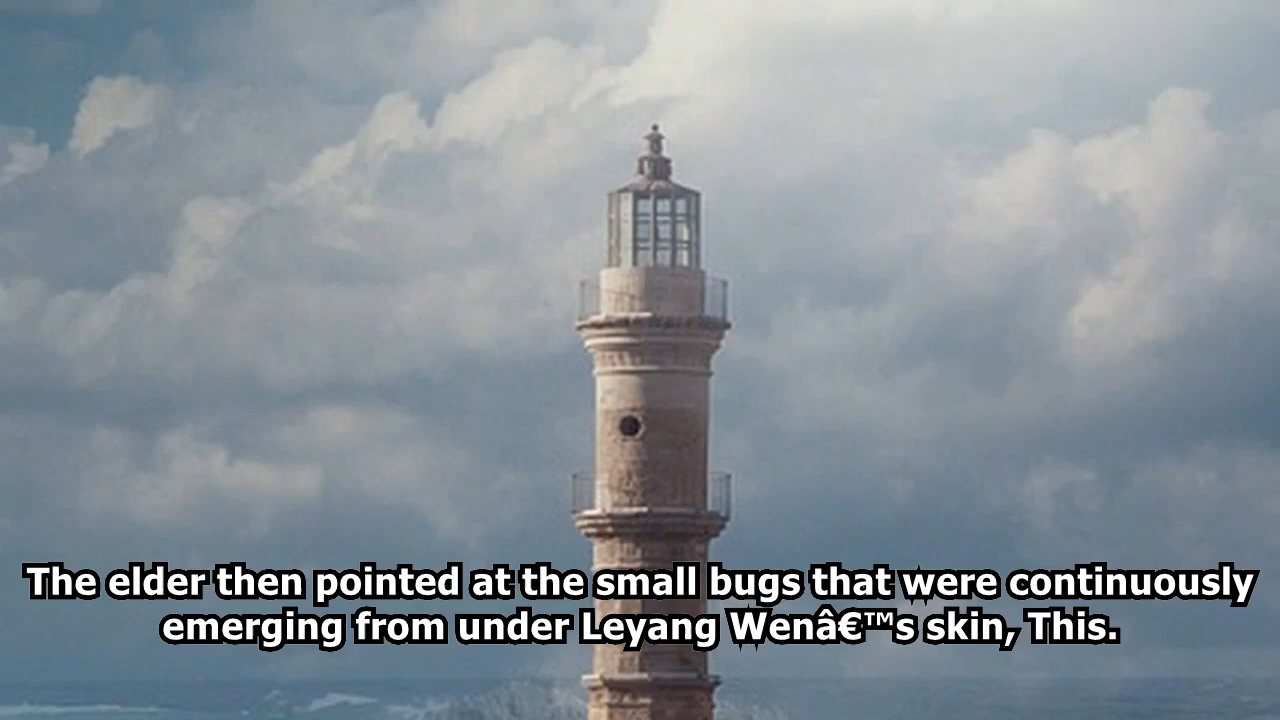 The elder then pointed at the small bugs that were continuously
emerging from under Leyang Wenâ€™s skin, This.